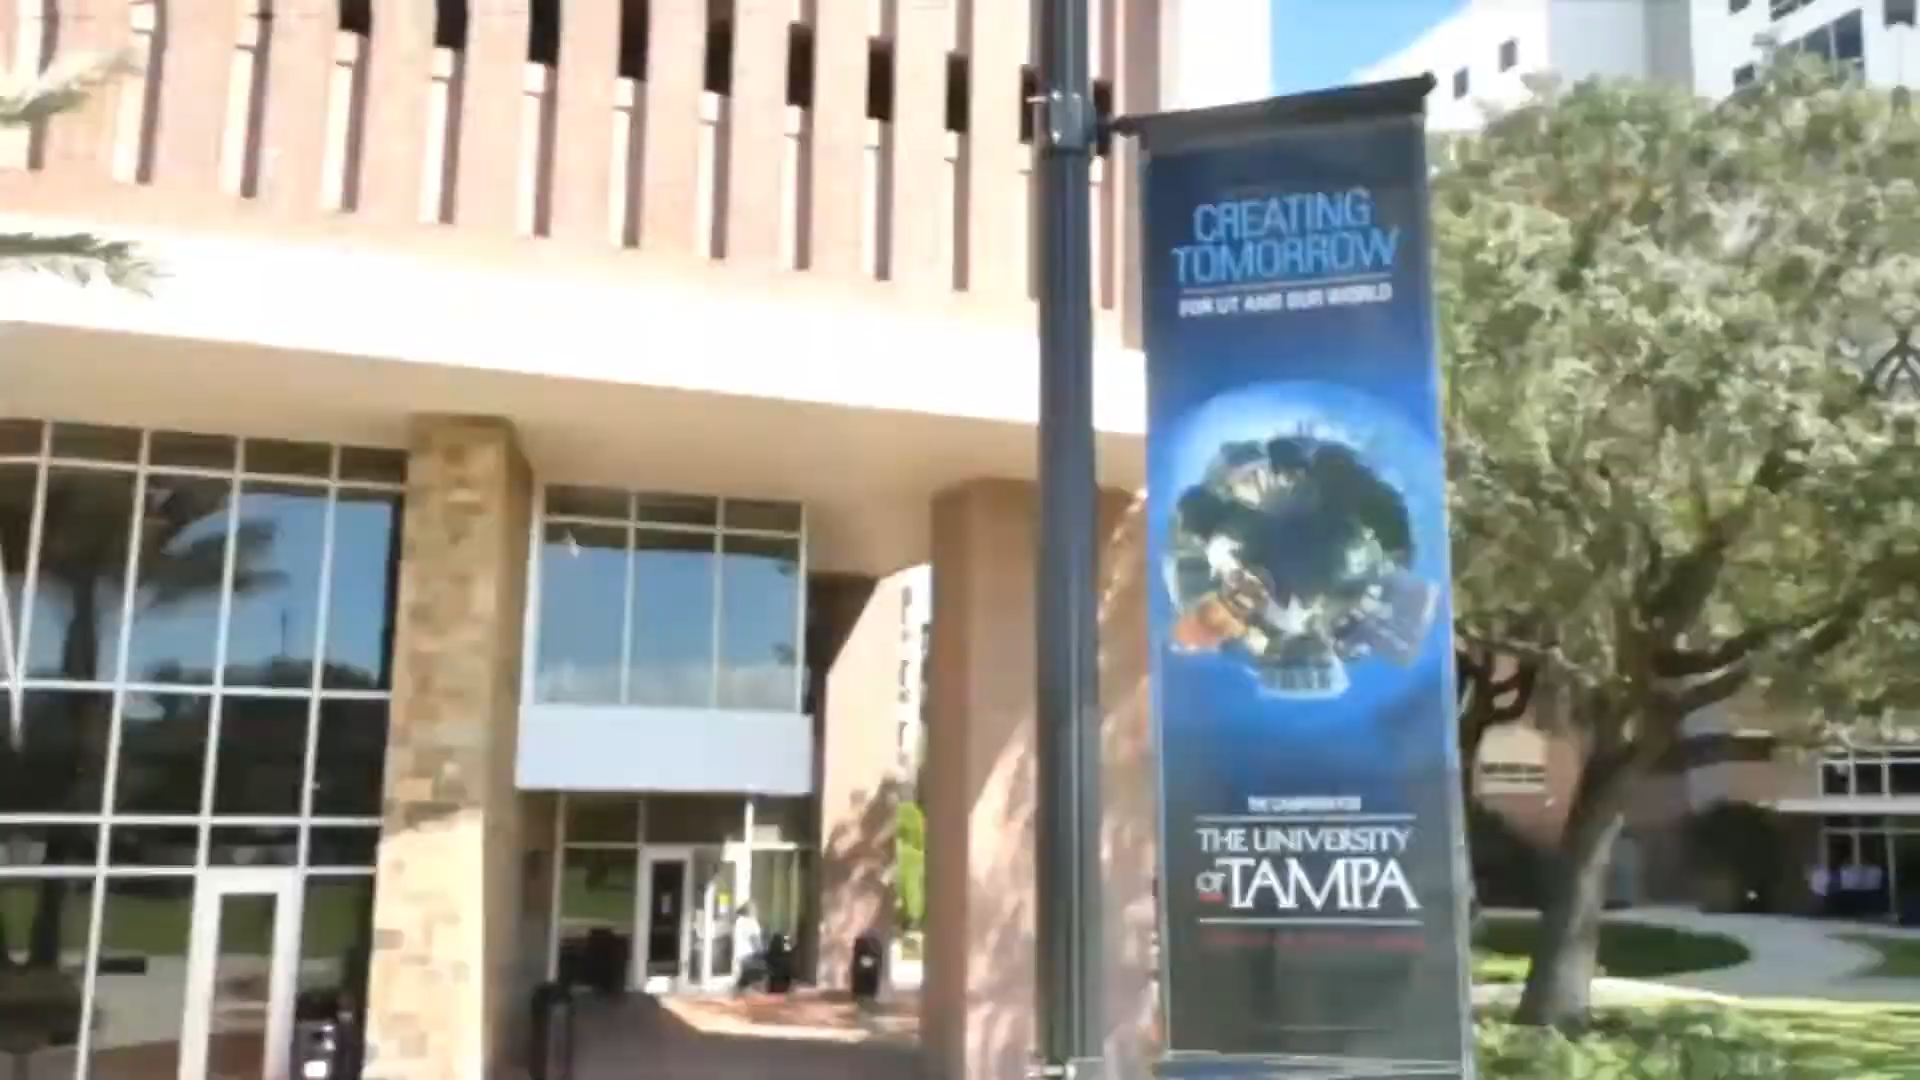 CREATING
TOMORROW
FOR UT AND OUR WORLD
THE UNIVERSITY
OF TAMPA